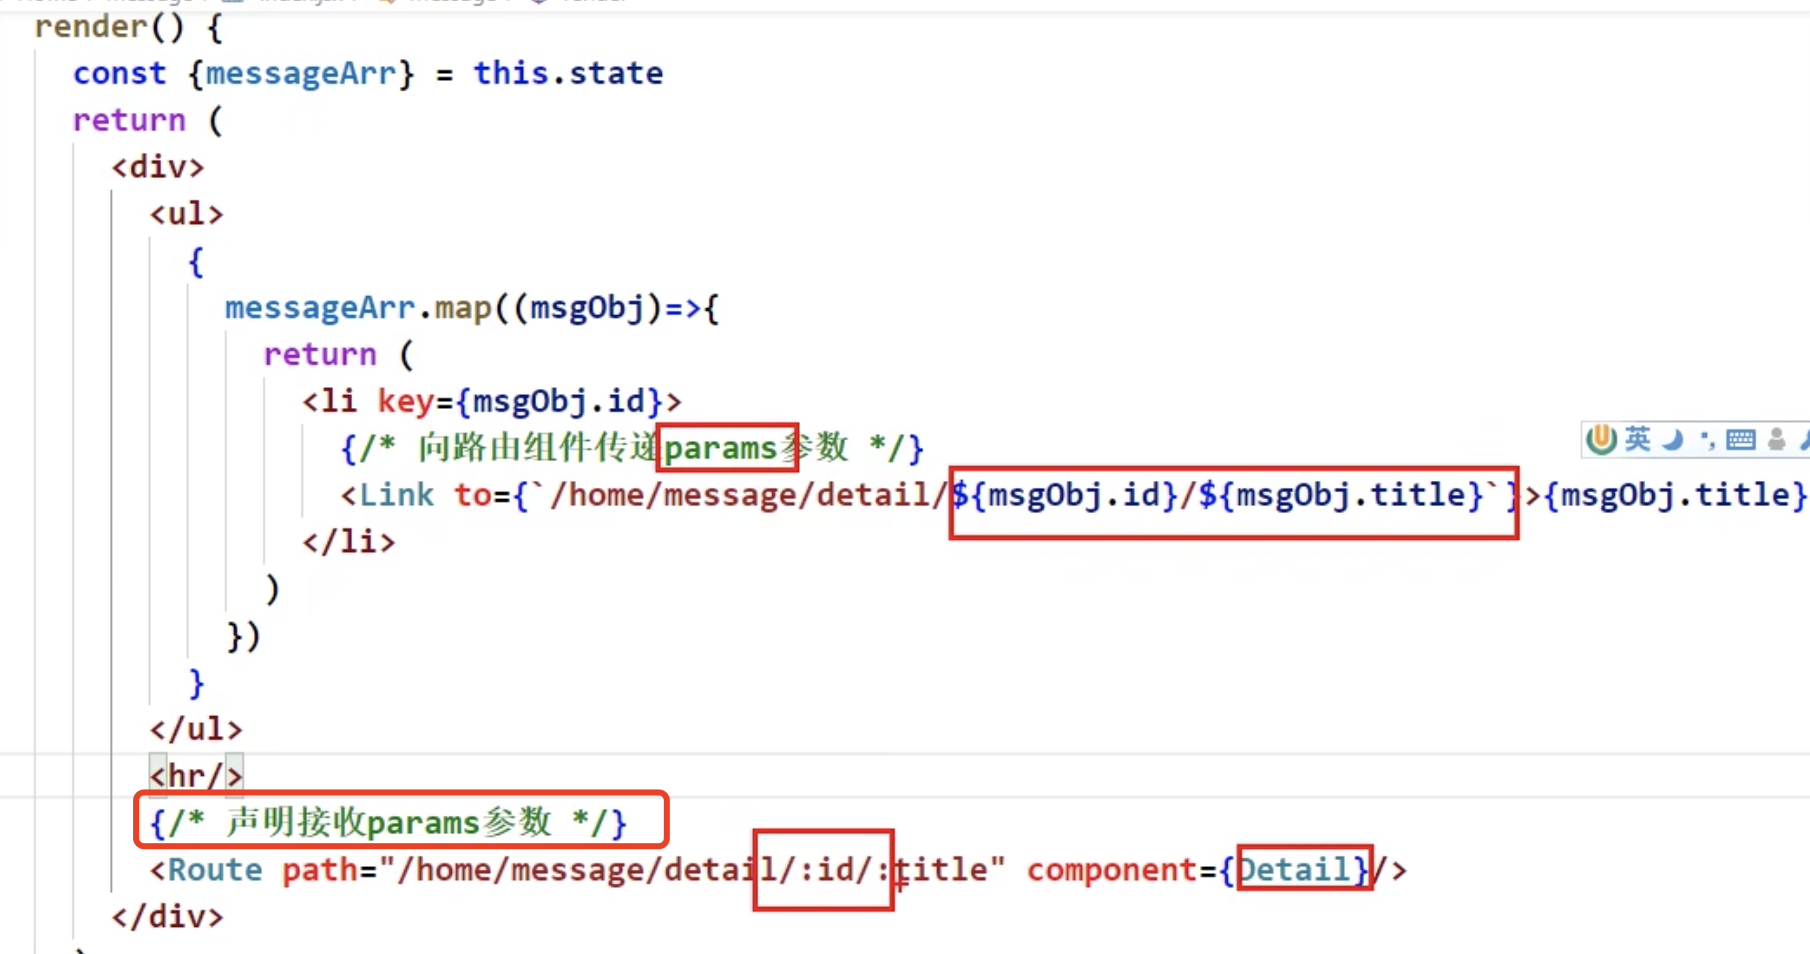 render() {
const {messageArr} = this.state
return (
<div>
<ul>
{
messageArr.map((msgObj)=>{
return (
<li key={msgObj.id}>
{/* 向路由组件传递params参数 */}
英
<Link to={`/home/message/detail/${msgObj.id}/${msgObj.title}`}>{msgObj.title}
</li>
)
})
}
</ul>
<hr/>
{/* 声明接收params参数 */}
<Route path="/home/message/detail/:id/:title" component={Detail}/>
</div>